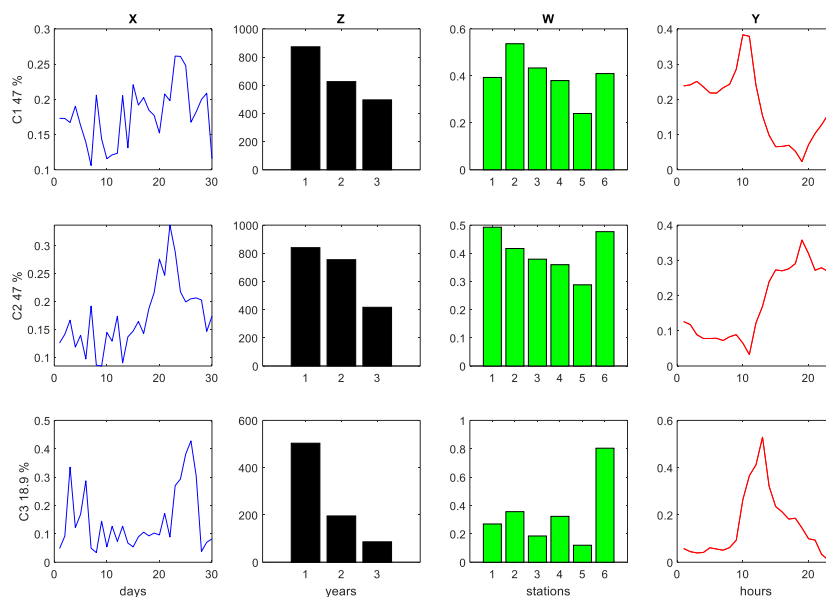 X Z W Y
0.3 1000 0.6 0.4
0.25 800 0.3
0.2 600 0.4 0.2
C1 47 %
0.15 400 0.2 0.1
0.1 200 0 0
0
0 10 20 30 1 2 3 1 2 3 4 5 6 0 10 20
0.3 1000 0.5 0.4
0.25 800 0.4 0.3
0.2 600 0.3 0.2
C2 47 %
0.15 400 0.2 0.1
0.1 200 0.1 0
0 0
0 10 20 30 1 2 3 1 2 3 4 5 6 0 10 20
0.5 600 1 0.6
0.4 400 0.8 0.4
0.3 200 0.6 0.2
C3 18.9 %
0.2 0 0.4 0
0.1 0.2
0 0
0 10 20 30 1 2 3 1 2 3 4 5 6 0 10 20
days years stations hours